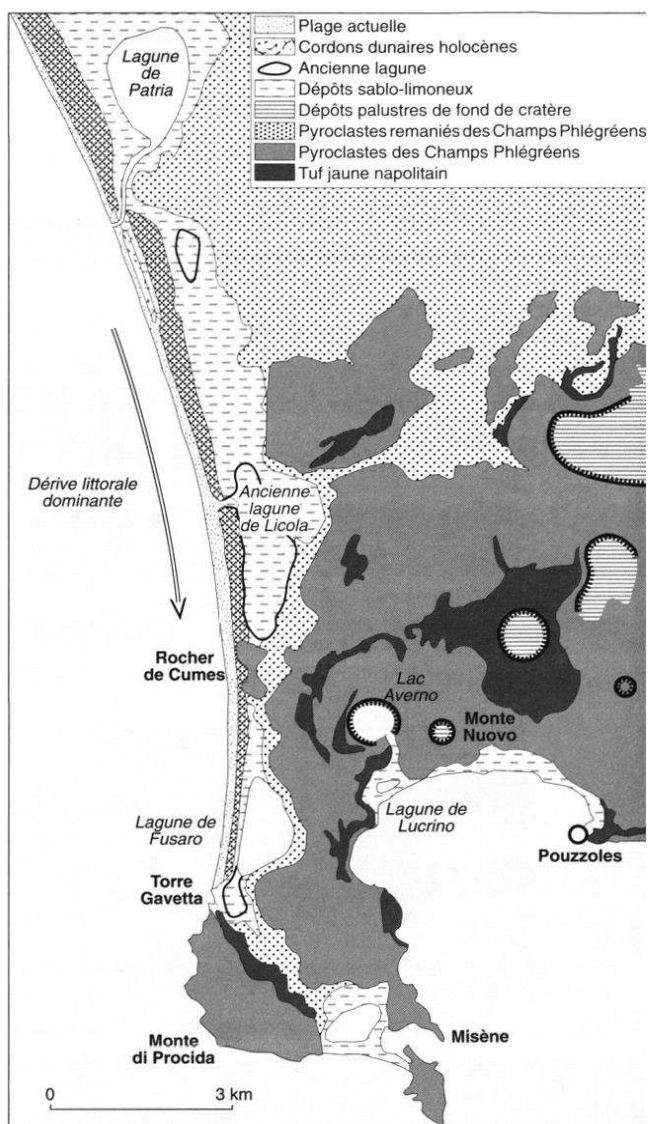 Plage actuelle
Cordons dunaires holocènes
Ancienne lagune
Dépôts sablo-limoneux
Dépôts palustres de fond de cratère
Pyroclastes remaniés des Champs Phlégréens
Pyroclastes des Champs Phlégréens
Tuf jaune napolitain
Lagune
de
Patria
Dérive littorale
dominante
Ancienne
lagune
de Licola
Rocher
de Cumes
Lac
Averno
Monte
Nuovo
Lagune de
Fusaro
Lagune de
Lucrino
Pouzzoles
Torre
Gavetta
Monte
di Procida
Misène
0 3 km